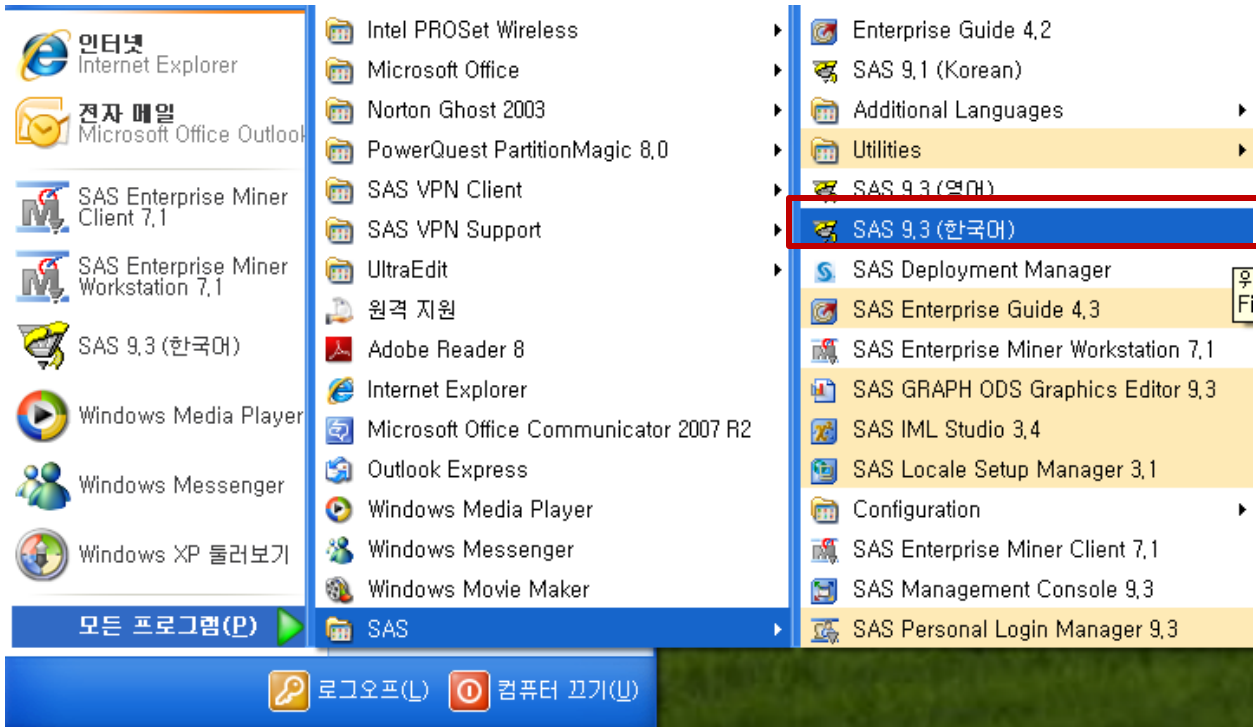 인터넷
Internet Explorer
전자 메일
Microsoft Office Outlook
SAS Enterprise Miner
Client 7.1
SAS Enterprise Miner
Workstation 7.1
SAS 9.3 (한국어)
Windows Media Player
Windows Messenger
Windows XP 둘러보기
모든 프로그램(P)
Intel PROSet Wireless
Microsoft Office
Norton Ghost 2003
PowerQuest PartitionMagic 8.0
SAS VPN Client
SAS VPN Support
UltraEdit
원격 지원
Adobe Reader 8
Internet Explorer
Microsoft Office Communicator 2007 R2
Outlook Express
Windows Media Player
Windows Messenger
Windows Movie Maker
SAS
Enterprise Guide 4.2
SAS 9.1 (Korean)
Additional Languages
Utilities
SAS 9.3 (영어)
SAS 9.3 (한국어)
SAS Deployment Manager
SAS Enterprise Guide 4.3
SAS Enterprise Miner Workstation 7.1
SAS GRAPH ODS Graphics Editor 9.3
SAS IML Studio 3.4
SAS Locale Setup Manager 3.1
Configuration
SAS Enterprise Miner Client 7.1
SAS Management Console 9.3
SAS Personal Login Manager 9.3
로그오프(L)
컴퓨터 끄기(U)